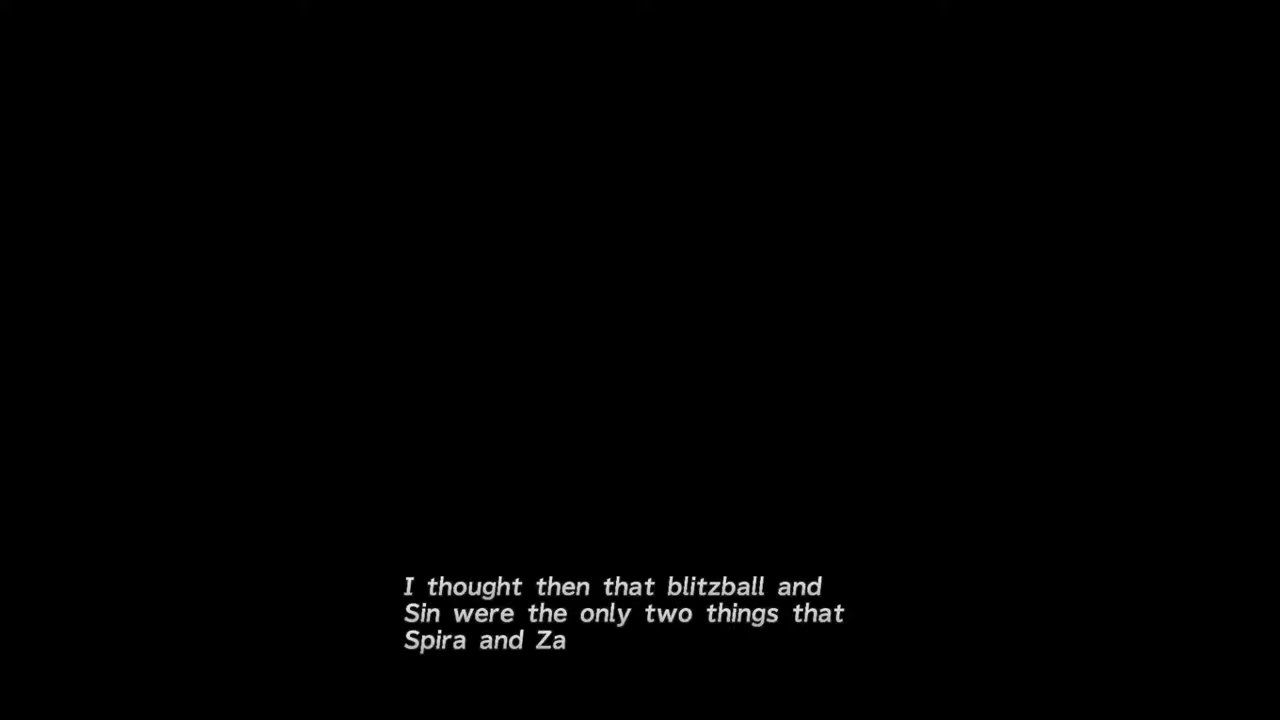 I thought then that blitzball and
Sin were the only two things that
Spira and Za